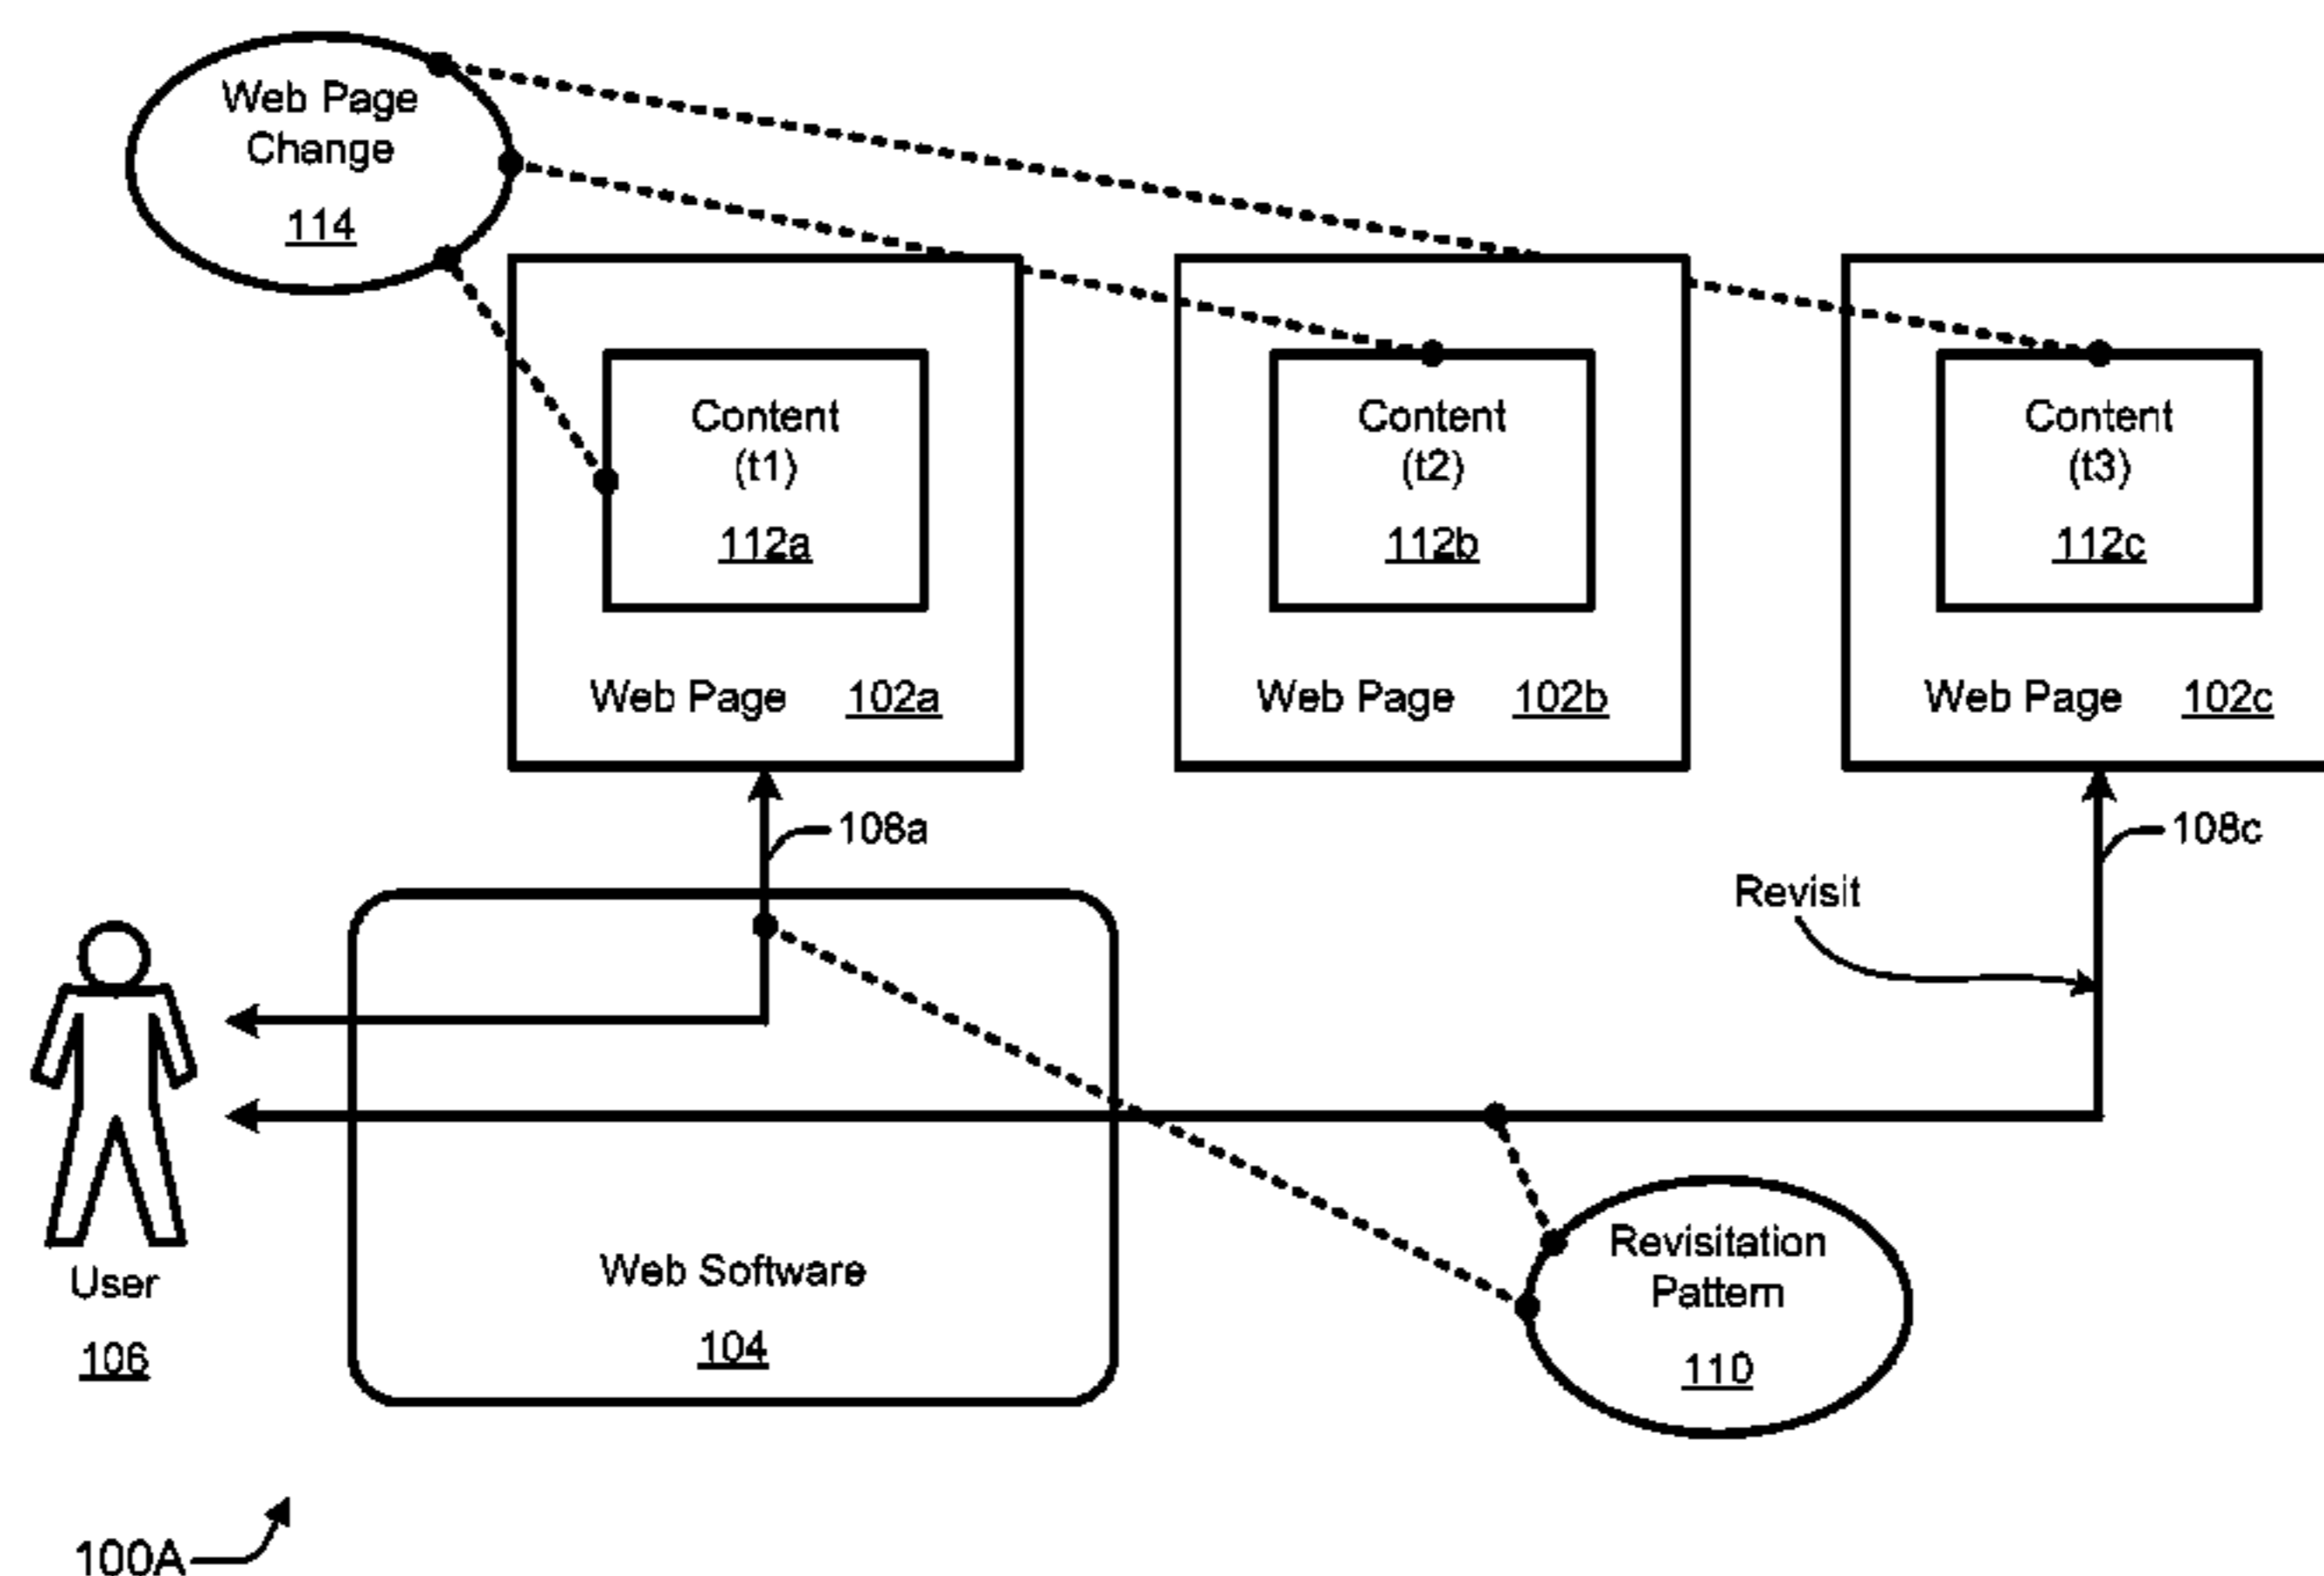 Web Page
Change
114
Content
(t1)
112a
Content
(t2)
112b
Content
(t3)
112c
Web Page 102a
Web Page 102b
Web Page 102c
108a
108c
Revisit
User
106
Web Software
104
Revisitation
Pattern
110
100A